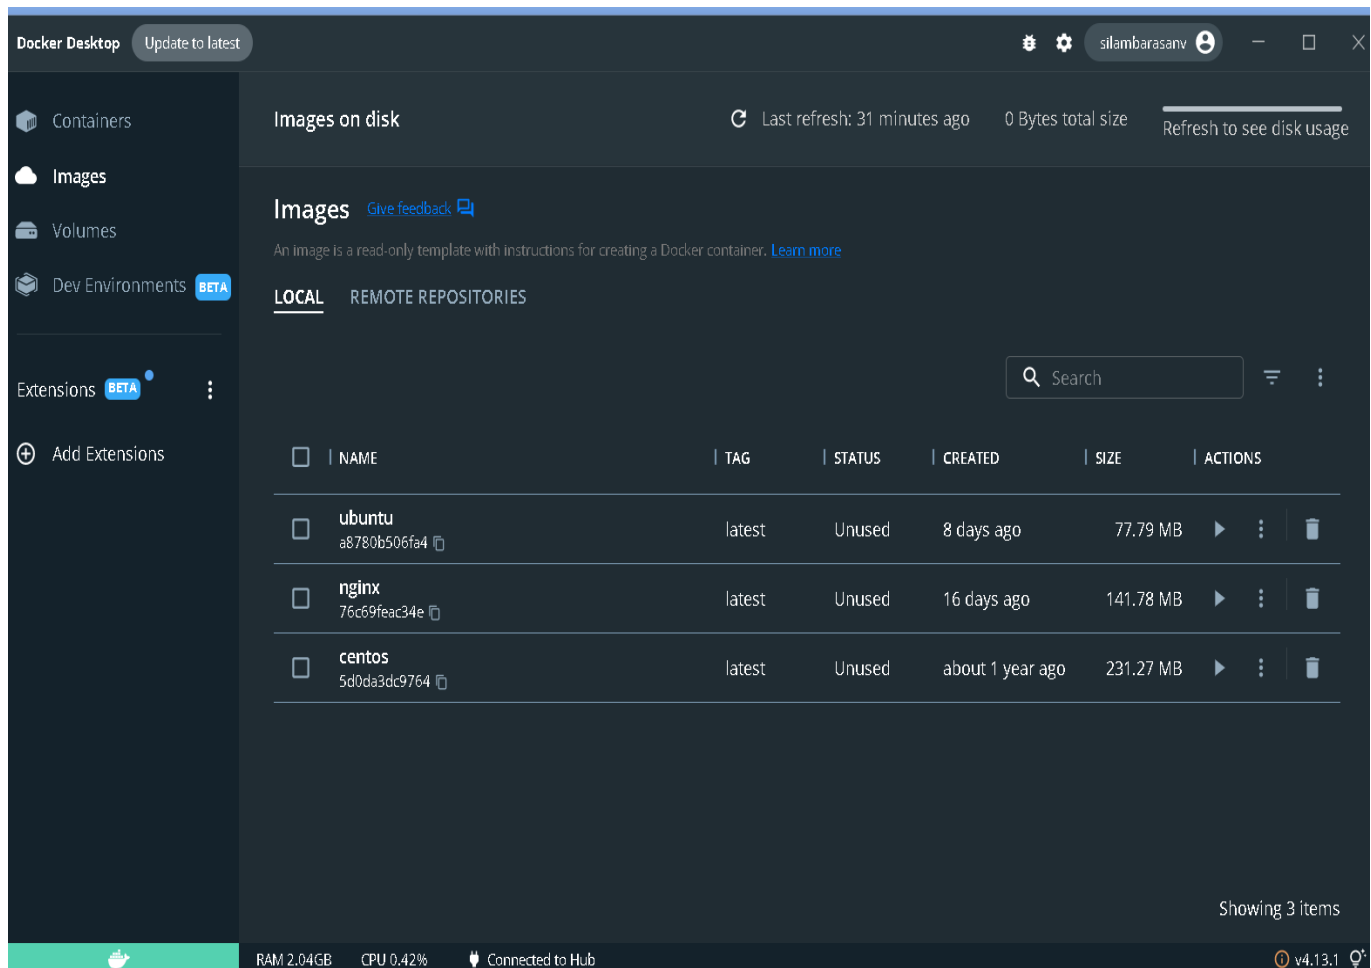 Docker Desktop Update to latest silambarasanv
Containers
Images
Volumes
Dev Environments BETA
Extensions BETA
Add Extensions
Images on disk Last refresh: 31 minutes ago 0 Bytes total size Refresh to see disk usage
Images Give feedback
An image is a read-only template with instructions for creating a Docker container. Learn more
LOCAL REMOTE REPOSITORIES
Search
NAME TAG STATUS CREATED SIZE ACTIONS
ubuntu
a8780b506fa4 latest Unused 8 days ago 77.79 MB
nginx
76c69feac34e latest Unused 16 days ago 141.78 MB
centos
5d0da3dc9764 latest Unused about 1 year ago 231.27 MB
Showing 3 items
RAM 2.04GB CPU 0.42% Connected to Hub v4.13.1